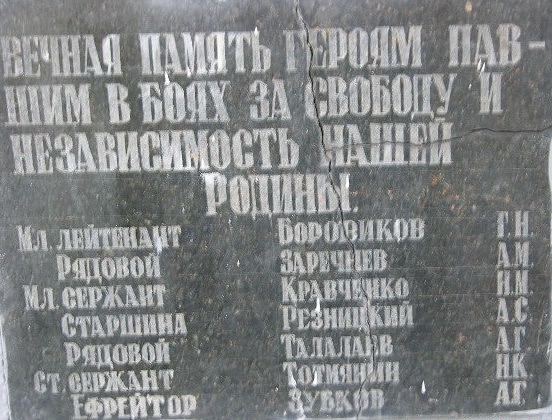 ВЕЧНАЯ ПАМЯТЬ ГЕРОЯМ ПАВ-
ШИМ В БОЯХ ЗА СВОБОДУ И
НЕЗАВИСИМОСТЬ НАШЕЙ
РОДИНЫ.
Мл. ЛЕЙТЕНАНТ БОРОВИКОВ Г.Н.
РЯДОВОЙ ЗАРЕЧНЕВ А.М.
Мл. СЕРЖАНТ КРАВЧЕНКО Н.М.
СТАРШИНА РЕЗНИЦКИЙ А.С.
РЯДОВОЙ ТАЛАЛАЕВ А.Г.
СТ. СЕРЖАНТ ТОТМЯНИН Н.К.
ЕФРЕЙТОР ЗУБКОВ А.Г.